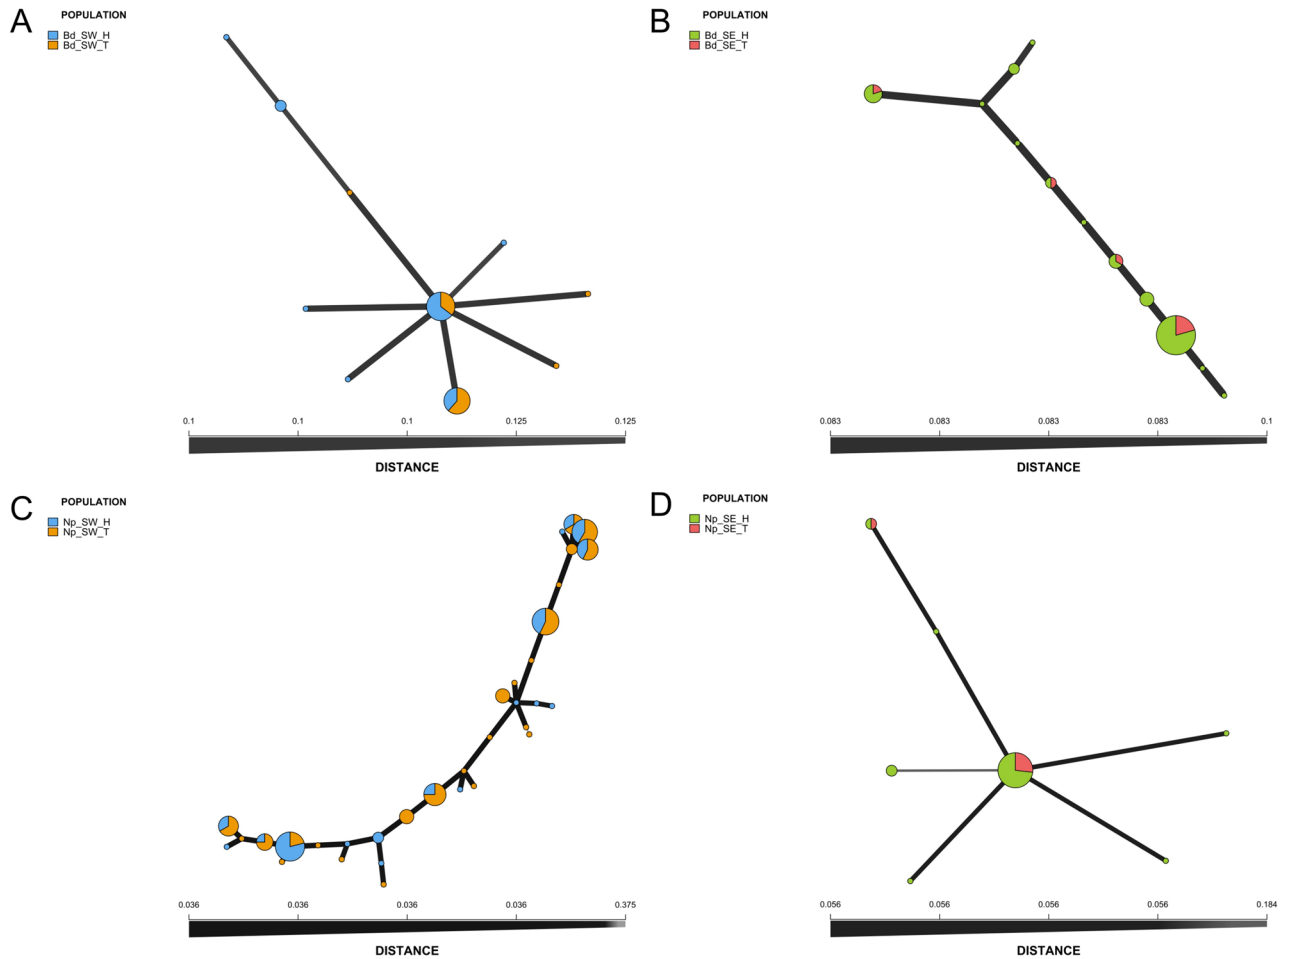 A
POPULATION
Bd_SW_H
Bd_SW_T
0.1 0.1 0.1 0.125 0.125
DISTANCE
B
POPULATION
Bd_SE_H
Bd_SE_T
0.083 0.083 0.083 0.083 0.1
DISTANCE
C
POPULATION
Np_SW_H
Np_SW_T
0.036 0.036 0.036 0.036 0.375
DISTANCE
D
POPULATION
Np_SE_H
Np_SE_T
0.056 0.056 0.056 0.056 0.184
DISTANCE